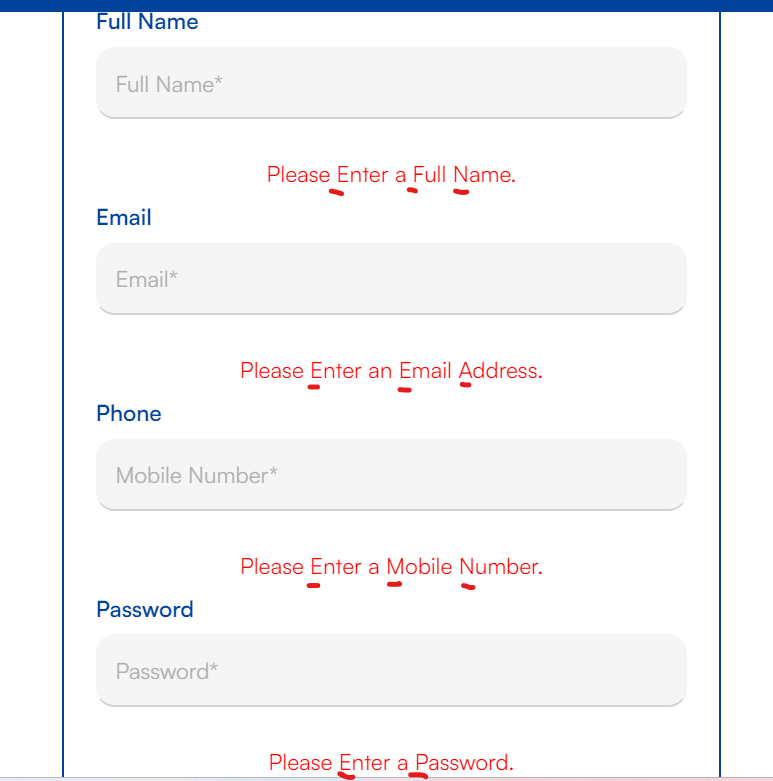 Full Name
Full Name*
Please Enter a Full Name.
Email
Email*
Please Enter an Email Address.
Phone
Mobile Number*
Please Enter a Mobile Number.
Password
Password*
Please Enter a Password.